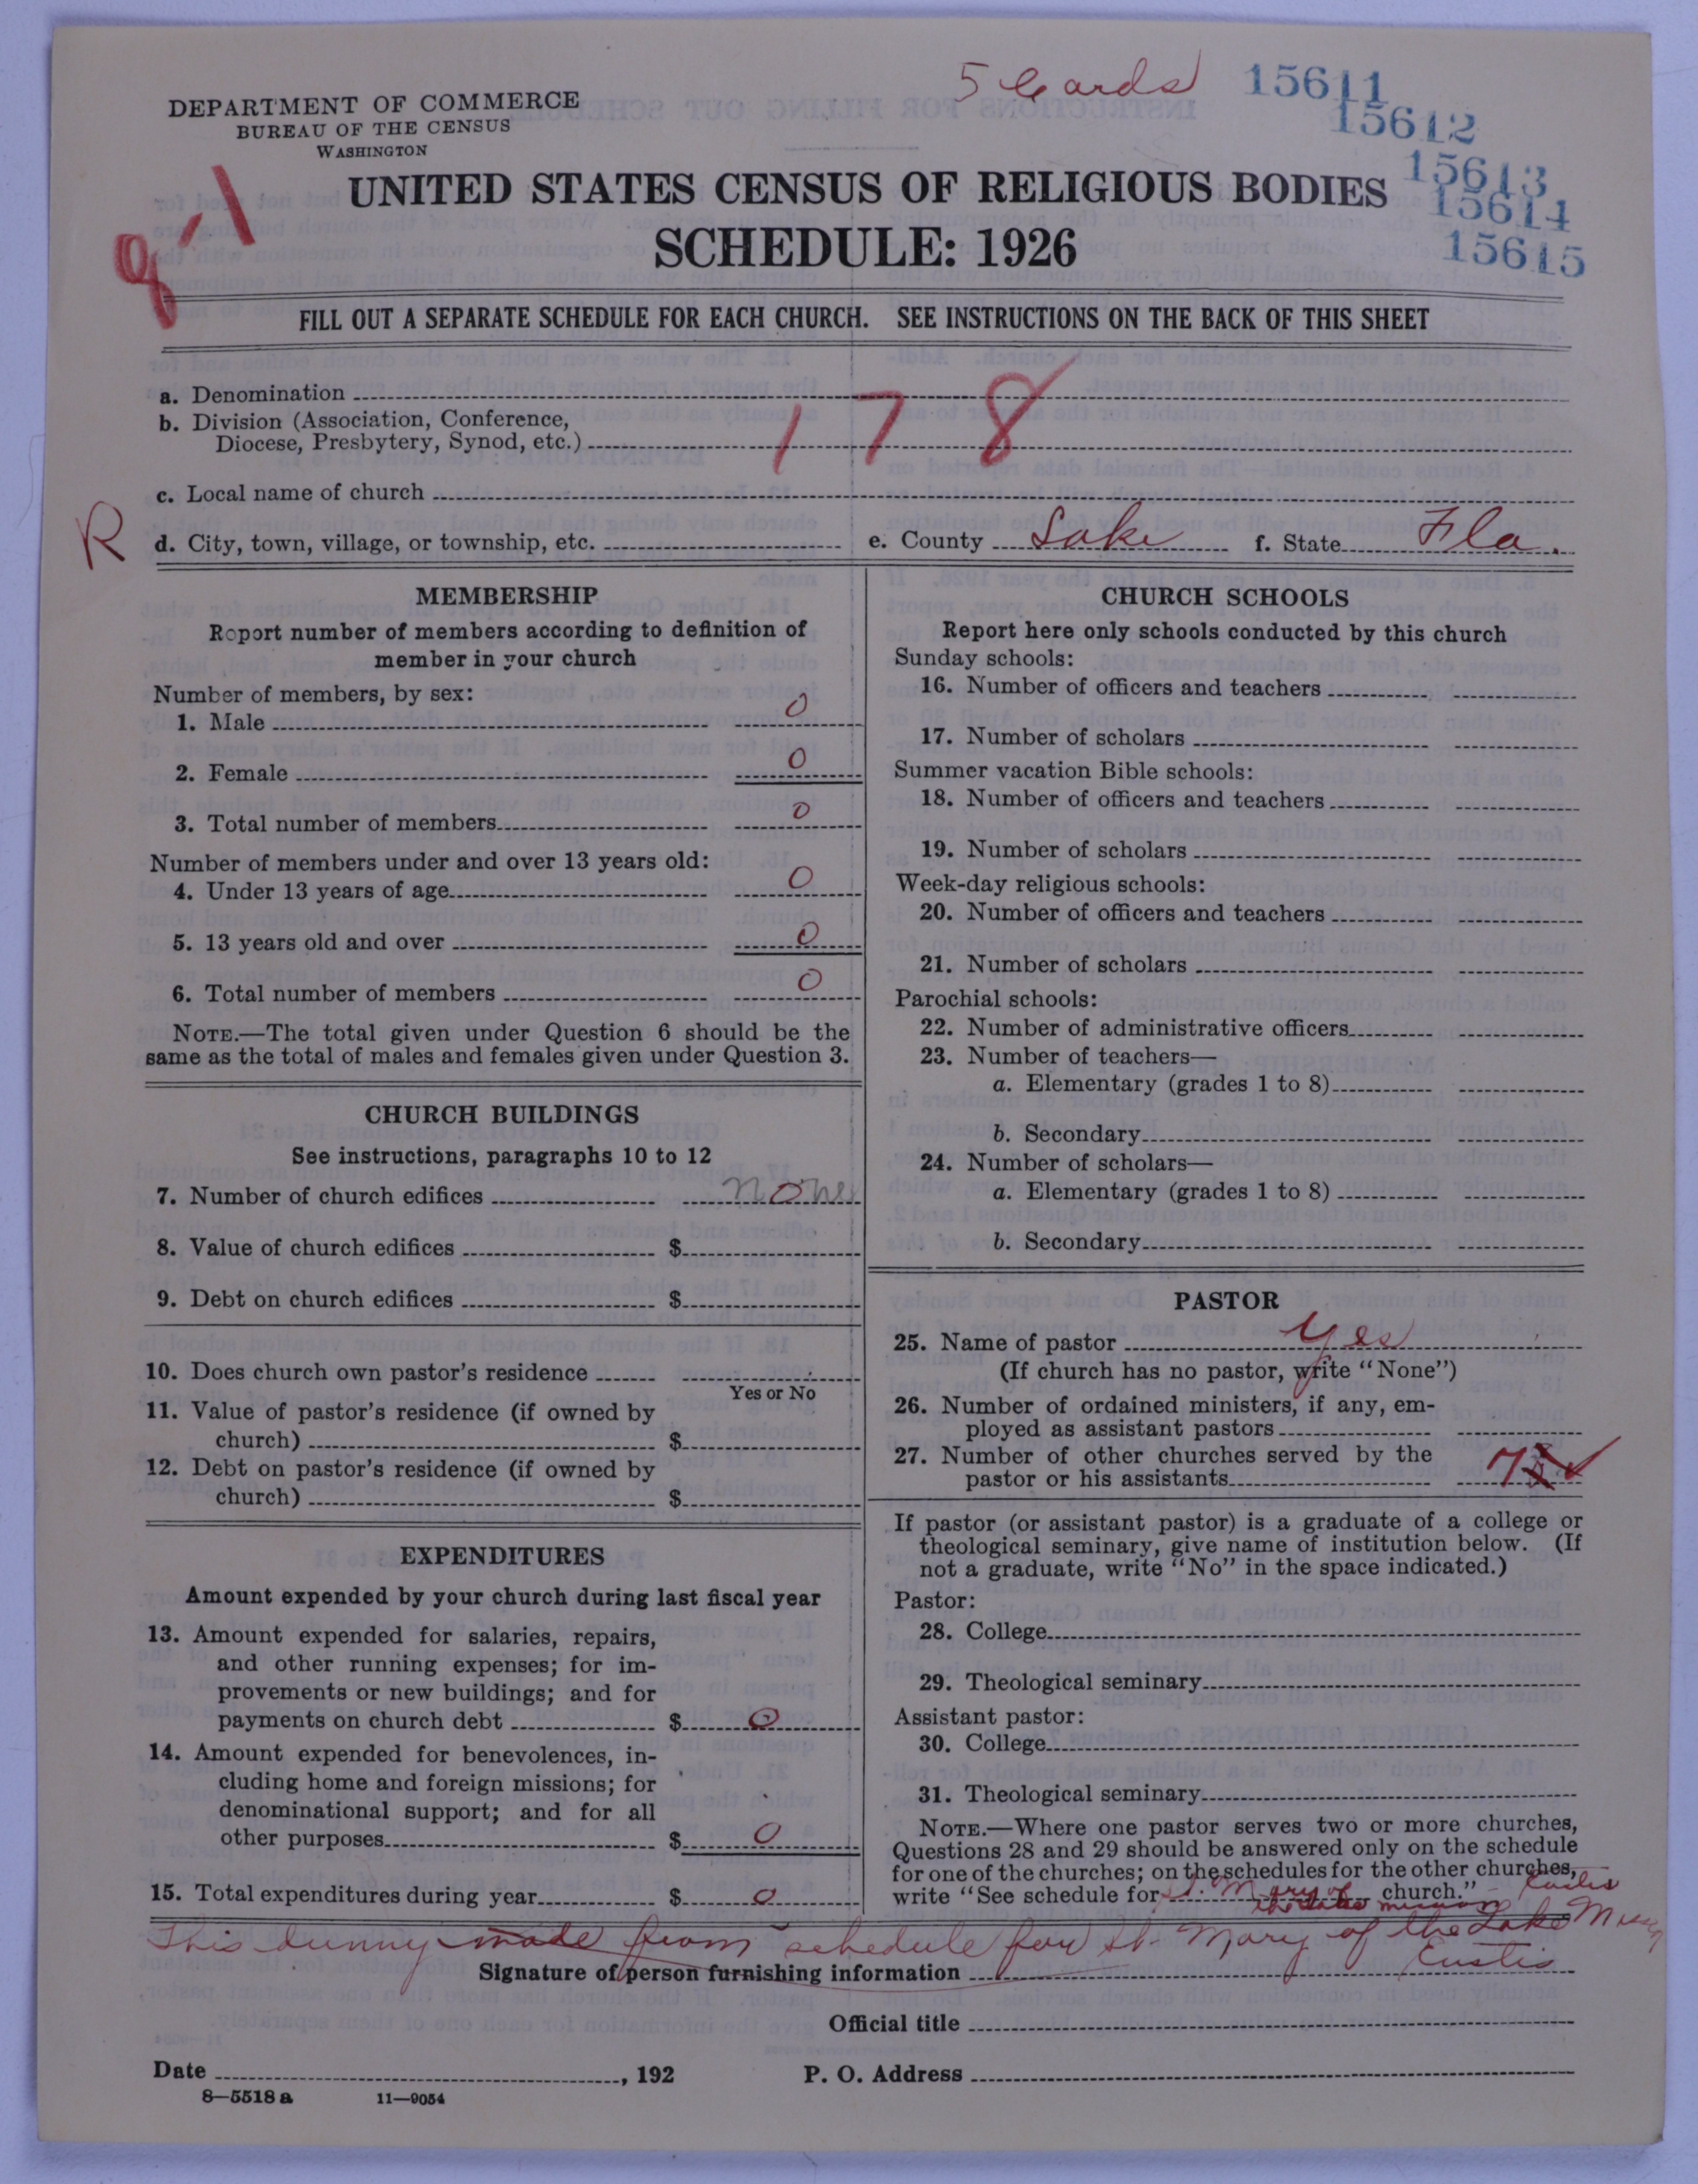 5 Cards 15611
15612
15613
15614
15615
DEPARTMENT OF COMMERCE
BUREAU OF THE CENSUS
WASHINGTON
UNITED STATES CENSUS OF RELIGIOUS BODIES
SCHEDULE: 1926
FILL OUT A SEPARATE SCHEDULE FOR EACH CHURCH. SEE INSTRUCTIONS ON THE BACK OF THIS SHEET
a. Denomination
b. Division (Association, Conference,
Diocese, Presbytery, Synod, etc.) 178
c. Local name of church
R d. City, town, village, or township, etc. e. County Lake f. State Fla.
MEMBERSHIP
Report number of members according to definition of
member in your church
Number of members, by sex:
1. Male 0
2. Female 0
3. Total number of members 0
Number of members under and over 13 years old:
4. Under 13 years of age 0
5. 13 years old and over 0
6. Total number of members 0
NOTE.—The total given under Question 6 should be the
same as the total of males and females given under Question 3.
CHURCH BUILDINGS
See instructions, paragraphs 10 to 12
7. Number of church edifices none
8. Value of church edifices $
9. Debt on church edifices $
10. Does church own pastor's residence
Yes or No
11. Value of pastor's residence (if owned by
church) $
12. Debt on pastor's residence (if owned by
church) $
EXPENDITURES
Amount expended by your church during last fiscal year
13. Amount expended for salaries, repairs,
and other running expenses; for im-
provements or new buildings; and for
payments on church debt $ 0
14. Amount expended for benevolences, in-
cluding home and foreign missions; for
denominational support; and for all
other purposes $ 0
15. Total expenditures during year $ 0
CHURCH SCHOOLS
Report here only schools conducted by this church
Sunday schools:
16. Number of officers and teachers
17. Number of scholars
Summer vacation Bible schools:
18. Number of officers and teachers
19. Number of scholars
Week-day religious schools:
20. Number of officers and teachers
21. Number of scholars
Parochial schools:
22. Number of administrative officers
23. Number of teachers—
a. Elementary (grades 1 to 8)
b. Secondary
24. Number of scholars—
a. Elementary (grades 1 to 8)
b. Secondary
PASTOR
25. Name of pastor yes
(If church has no pastor, write "None")
26. Number of ordained ministers, if any, em-
ployed as assistant pastors
27. Number of other churches served by the
pastor or his assistants 7
If pastor (or assistant pastor) is a graduate of a college or
theological seminary, give name of institution below. (If
not a graduate, write "No" in the space indicated.)
Pastor:
28. College
29. Theological seminary
Assistant pastor:
30. College
31. Theological seminary
NOTE.—Where one pastor serves two or more churches,
Questions 28 and 29 should be answered only on the schedule
for one of the churches; on the schedules for the other churches,
write "See schedule for St. Mary of church." Eustis
the Lake mission
This dummy made from schedule for St. Mary of the Lake Mission
Eustis
Signature of person furnishing information
Official title
Date , 192 P. O. Address
8—5518 a 11—9054